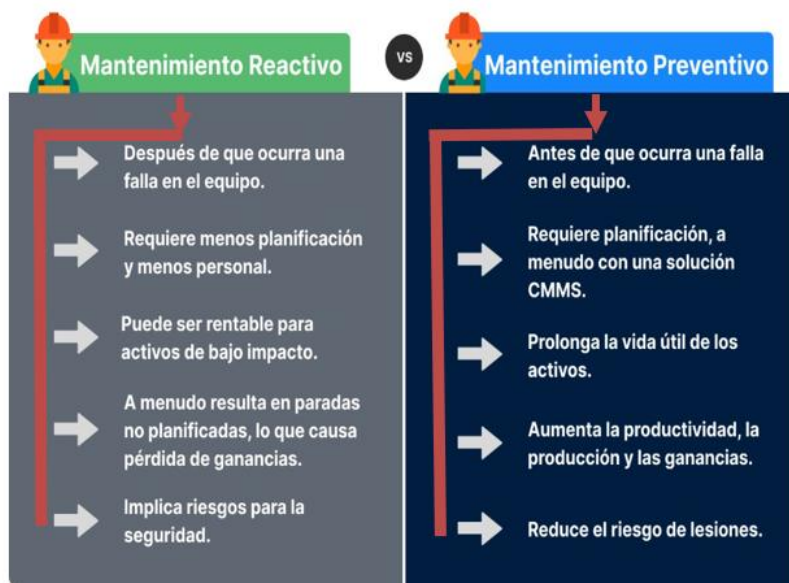 Mantenimiento Reactivo
vs
Mantenimiento Preventivo
Después de que ocurra una
falla en el equipo.
Requiere menos planificación
y menos personal.
Puede ser rentable para
activos de bajo impacto.
A menudo resulta en paradas
no planificadas, lo que causa
pérdida de ganancias.
Implica riesgos para la
seguridad.
Antes de que ocurra una falla
en el equipo.
Requiere planificación, a
menudo con una solución
CMMS.
Prolonga la vida útil de los
activos.
Aumenta la productividad, la
producción y las ganancias.
Reduce el riesgo de lesiones.